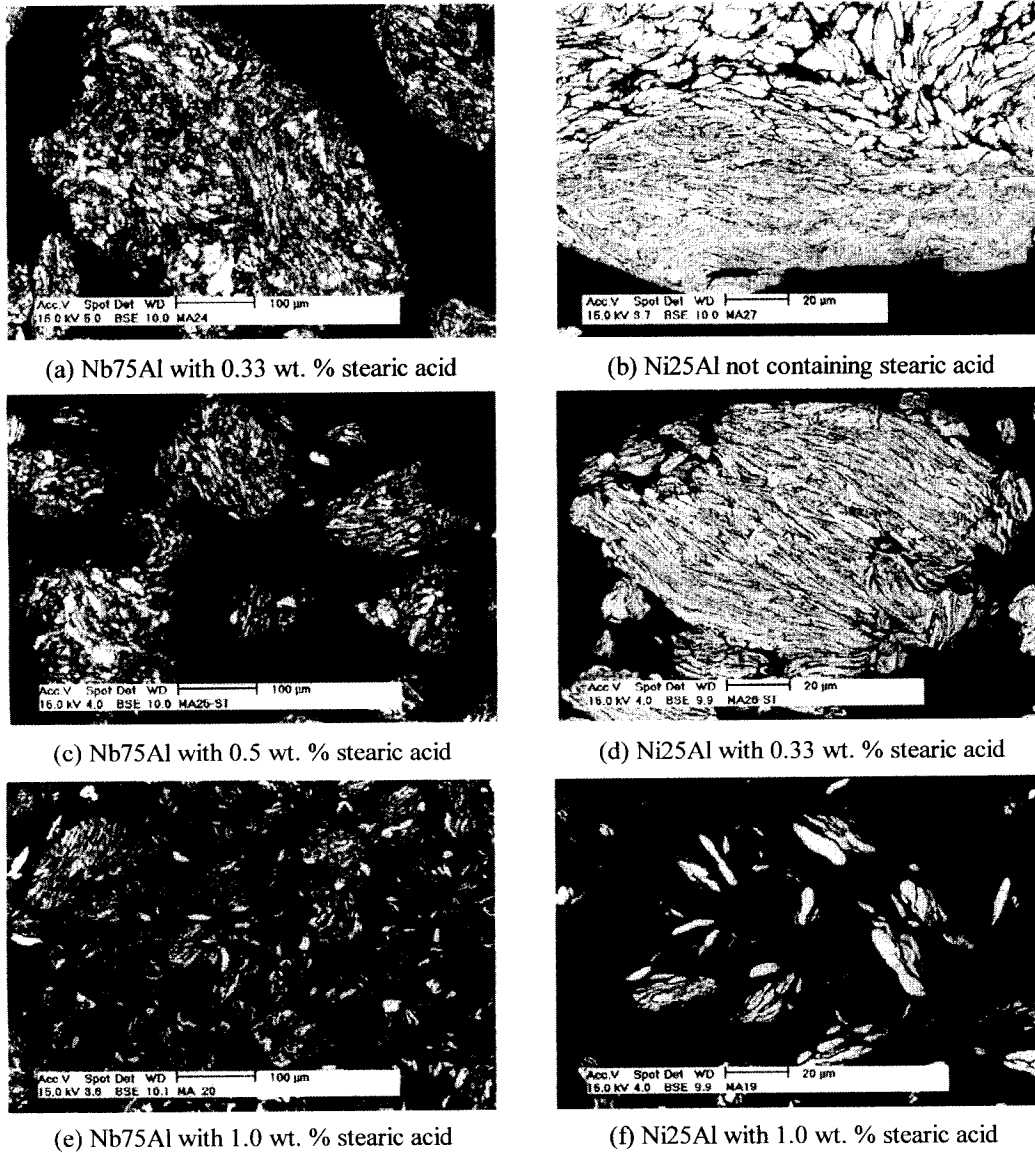 Acc.V Spot Det WD 100 µm
15.0 kV 5.0 BSE 10.0 MA24
(a) Nb75Al with 0.33 wt. % stearic acid
Acc.V Spot Det WD 20 µm
15.0 kV 3.7 BSE 10.0 MA27
(b) Ni25Al not containing stearic acid
Acc.V Spot Det WD 100 µm
15.0 kV 4.0 BSE 10.0 MA25-ST
(c) Nb75Al with 0.5 wt. % stearic acid
Acc.V Spot Det WD 20 µm
15.0 kV 4.0 BSE 9.9 MA26 ST
(d) Ni25Al with 0.33 wt. % stearic acid
Acc.V Spot Det WD 100 µm
15.0 kV 3.6 BSE 10.1 MA 20
(e) Nb75Al with 1.0 wt. % stearic acid
Acc.V Spot Det WD 20 µm
15.0 kV 4.0 BSE 9.9 MA19
(f) Ni25Al with 1.0 wt. % stearic acid